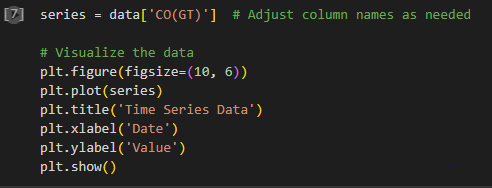 [7] series = data['CO(GT)']  # Adjust column names as needed
# Visualize the data
plt.figure(figsize=(10, 6))
plt.plot(series)
plt.title('Time Series Data')
plt.xlabel('Date')
plt.ylabel('Value')
plt.show()